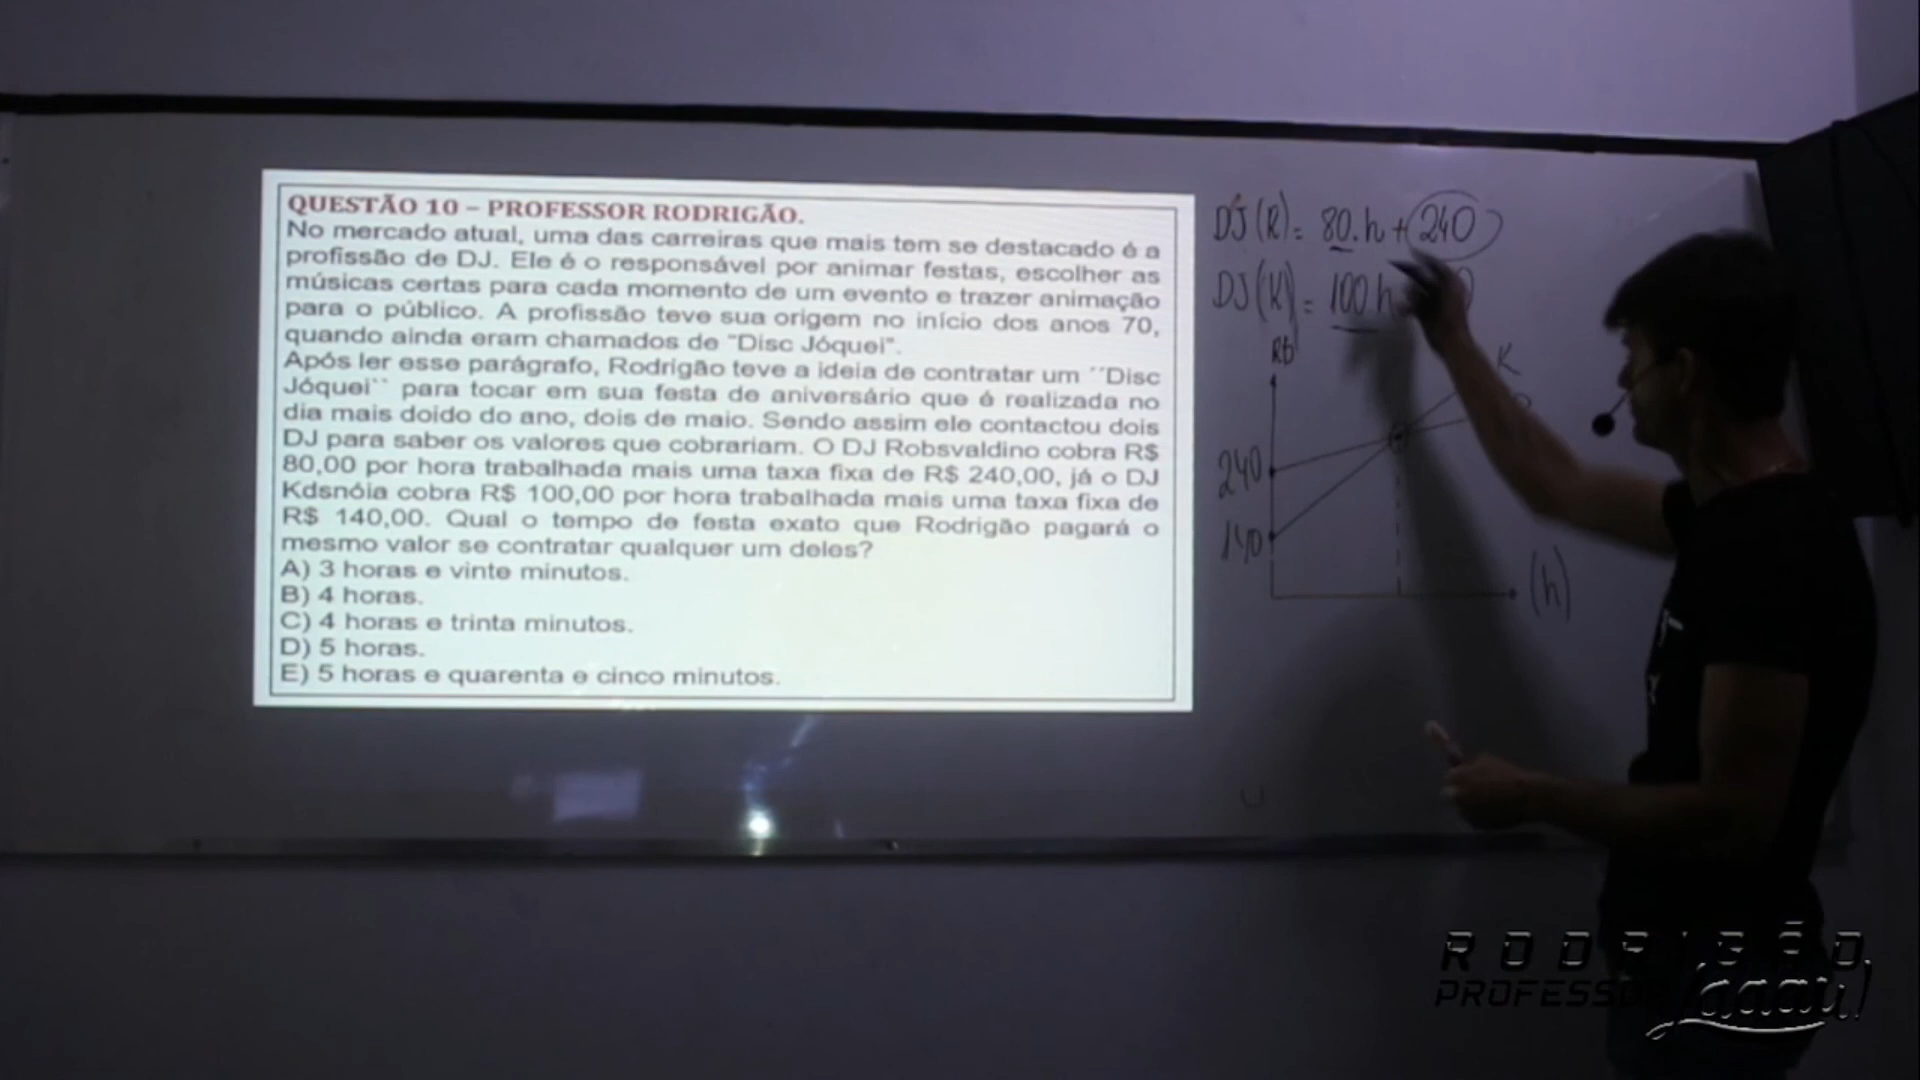 QUESTÃO 10 – PROFESSOR RODRIGÃO.
No mercado atual, uma das carreiras que mais tem se destacado é a
profissão de DJ. Ele é o responsável por animar festas, escolher as
músicas certas para cada momento de um evento e trazer animação
para o público. A profissão teve sua origem no início dos anos 70,
quando ainda eram chamados de "Disc Jóquei".
Após ler esse parágrafo, Rodrigão teve a ideia de contratar um ´´Disc
Jóquei`` para tocar em sua festa de aniversário que é realizada no
dia mais doido do ano, dois de maio. Sendo assim ele contactou dois
DJ para saber os valores que cobrariam. O DJ Robsvaldino cobra R$
80,00 por hora trabalhada mais uma taxa fixa de R$ 240,00, já o DJ
Kdsnóia cobra R$ 100,00 por hora trabalhada mais uma taxa fixa de
R$ 140,00. Qual o tempo de festa exato que Rodrigão pagará o
mesmo valor se contratar qualquer um deles?
A) 3 horas e vinte minutos.
B) 4 horas.
C) 4 horas e trinta minutos.
D) 5 horas.
E) 5 horas e quarenta e cinco minutos.
DJ(R) = 80.h + 240
DJ(K) = 100h
R$
K
240
140
(h)
RODRIGÃO
PROFESSOR